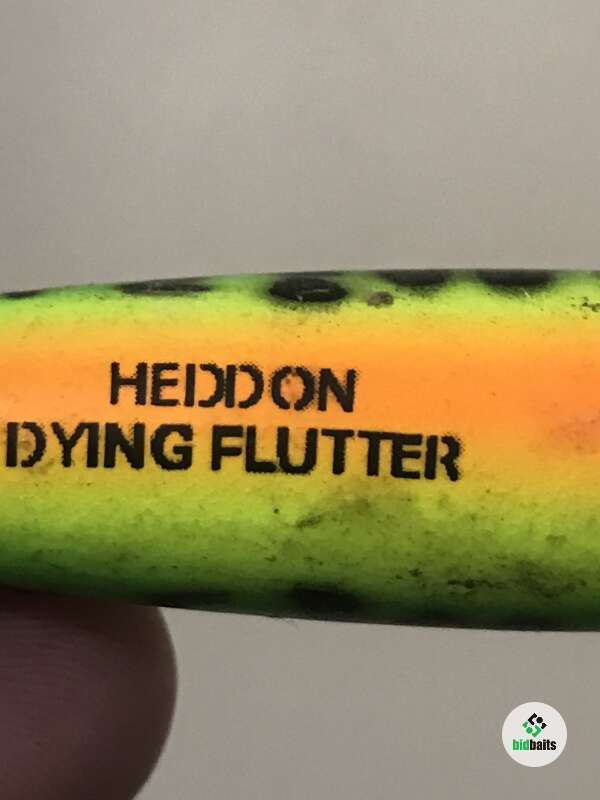 HEDDON
DYING FLUTTER
bidbaits